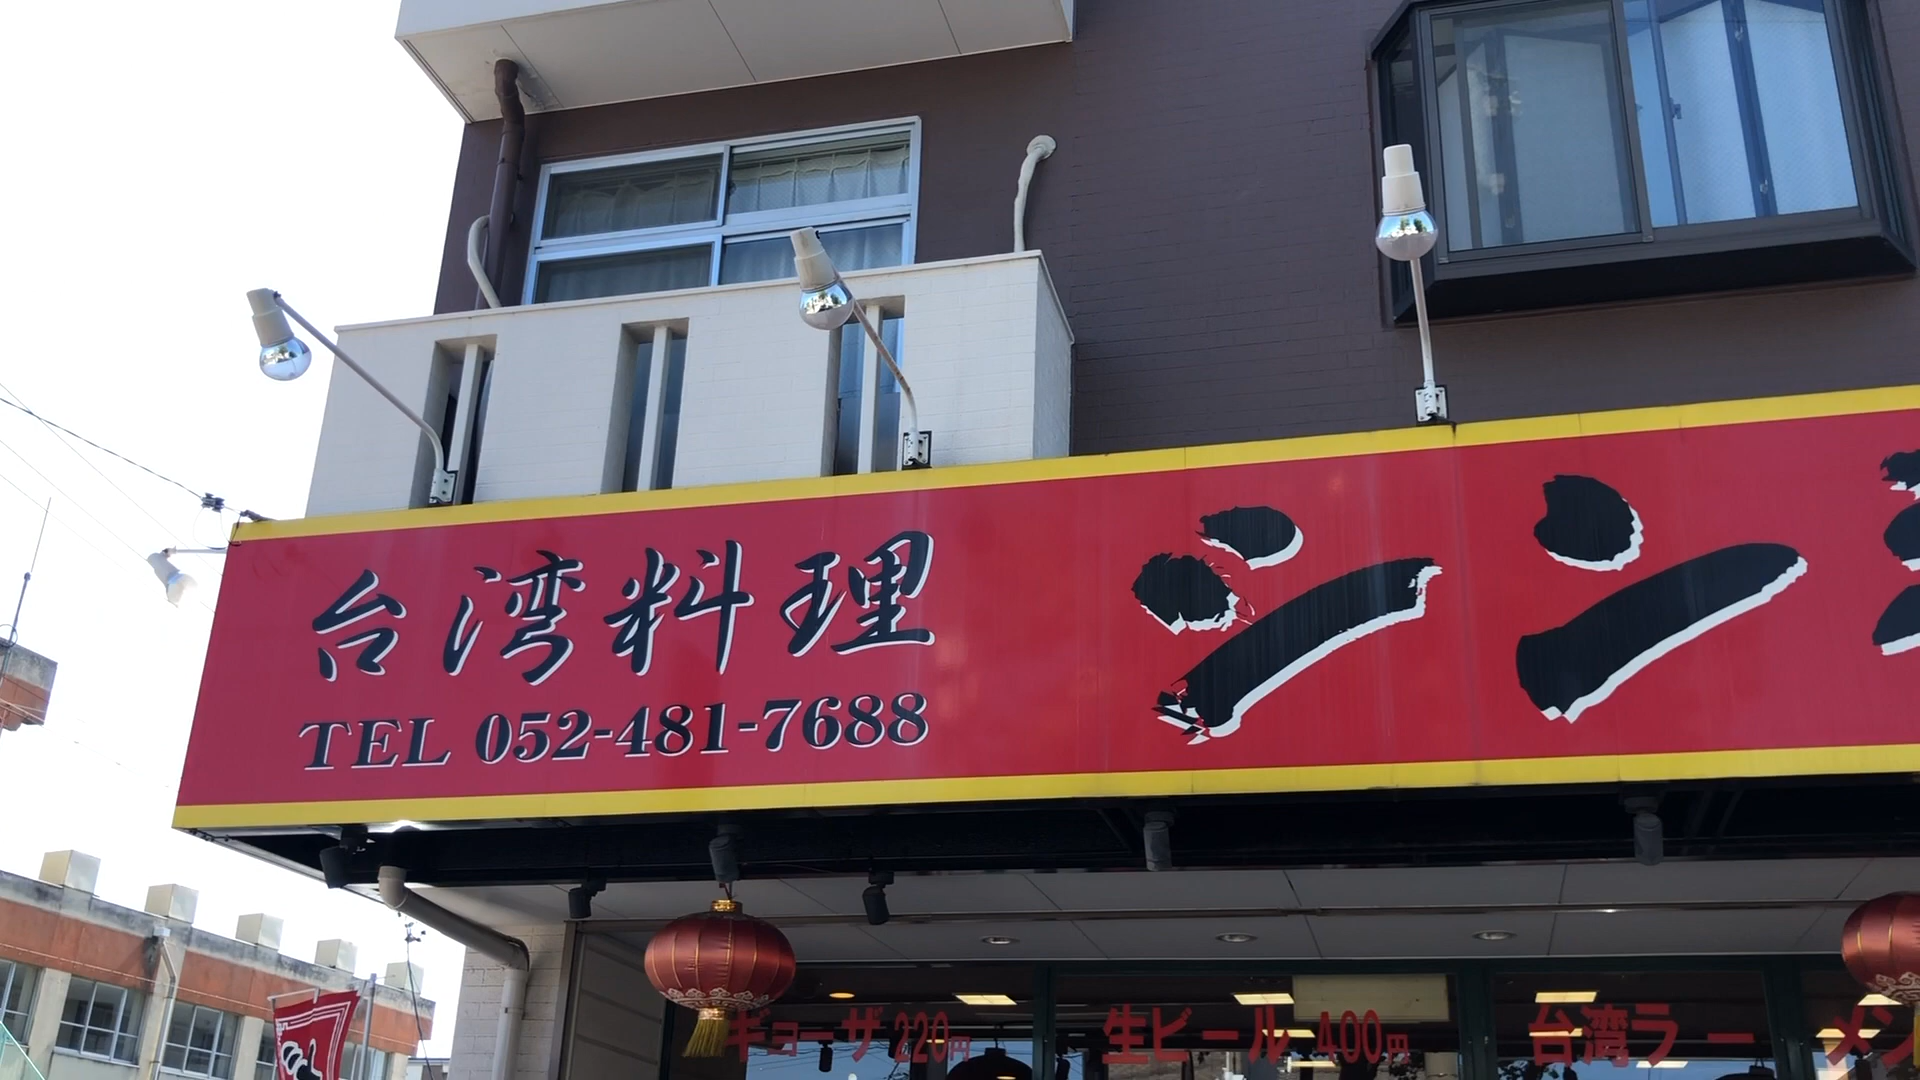 台湾料理
TEL 052-481-7688
シン
ギョーザ 220円
生ビール 400円
台湾ラーメン